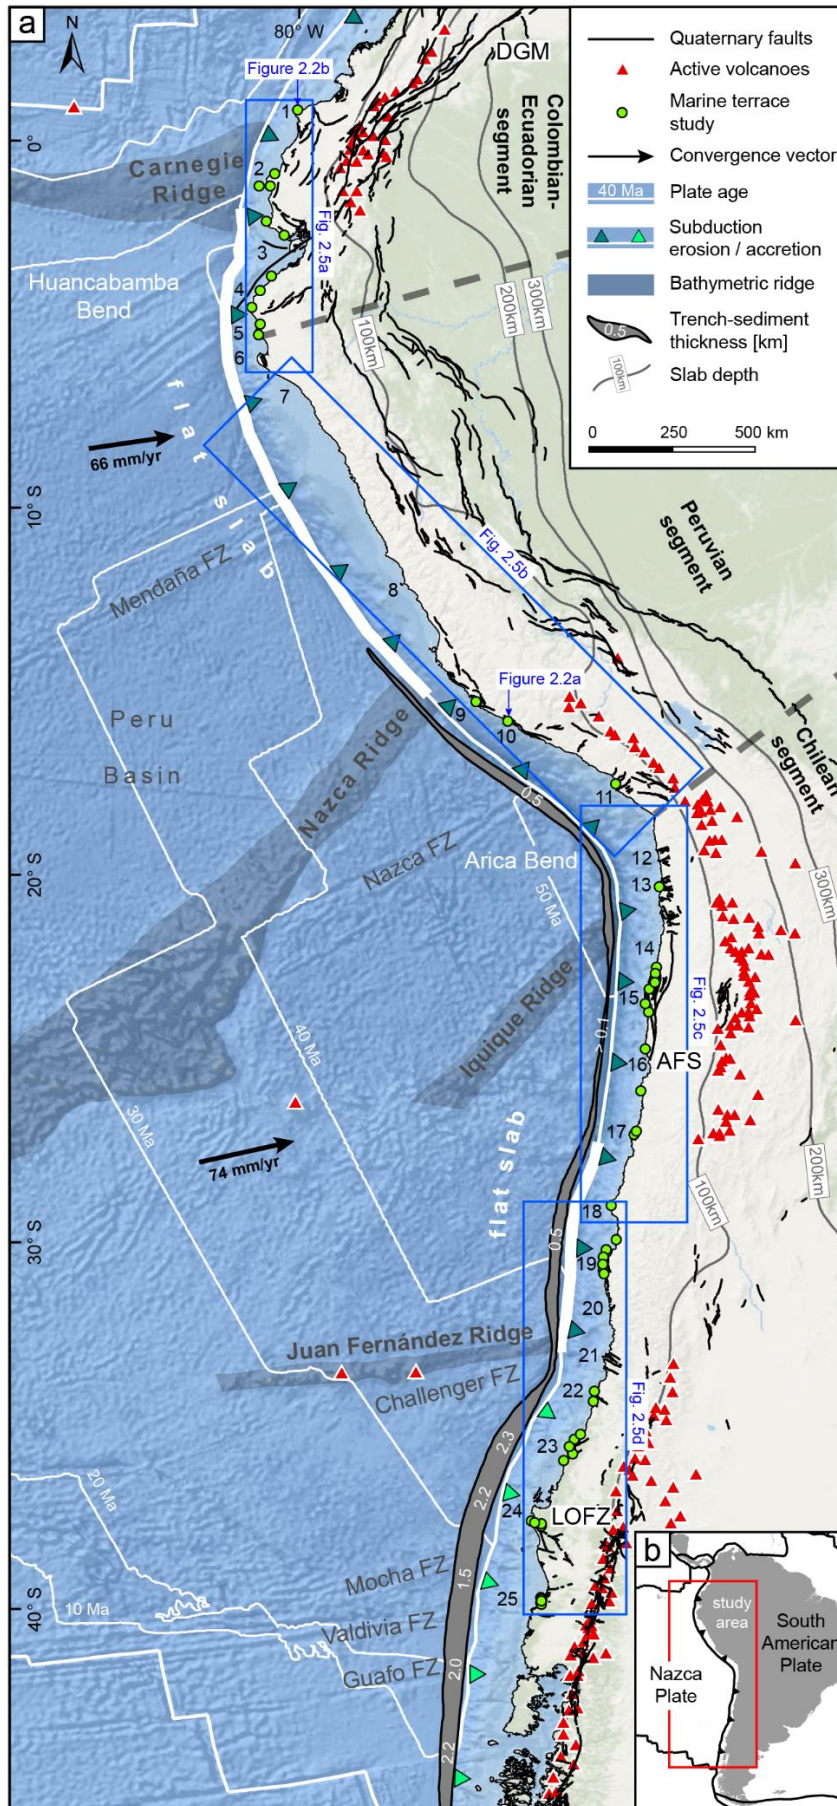 a
N
80° W
Figure 2.2b
DGM
Quaternary faults
Active volcanoes
Marine terrace
study
Convergence vector
40 Ma
Plate age
Subduction
erosion / accretion
Bathymetric ridge
0.5
Trench-sediment
thickness [km]
100km
Slab depth
0
250
500 km
Colombian-
Ecuadorian
segment
1
0°
Carnegie
Ridge
2
Fig. 2.5a
3
Huancabamba
Bend
4
5
6
7
100km
200km
300km
flat slab
66 mm/yr
10°S
Fig. 2.5b
Peruvian
segment
Mendaña FZ
8
Figure 2.2a
9
10
Chilean
segment
Peru
Basin
Nazca Ridge
0.5
11
Nazca FZ
Arica Bend
50 Ma
12
13
300km
20°S
14
Fig. 2.5c
15
Iquique Ridge
> 0.1
16
AFS
40 Ma
30 Ma
17
74 mm/yr
flat slab
100km
200km
18
30°S
0.5
19
20
Juan Fernández Ridge
21
Challenger FZ
22
Fig. 2.5d
2.3
23
2.2
20 Ma
24
LOFZ
Mocha FZ
1.5
25
40°S
10 Ma
Valdivia FZ
Guafo FZ
2.0
2.2
b
study
area
South
American
Plate
Nazca
Plate